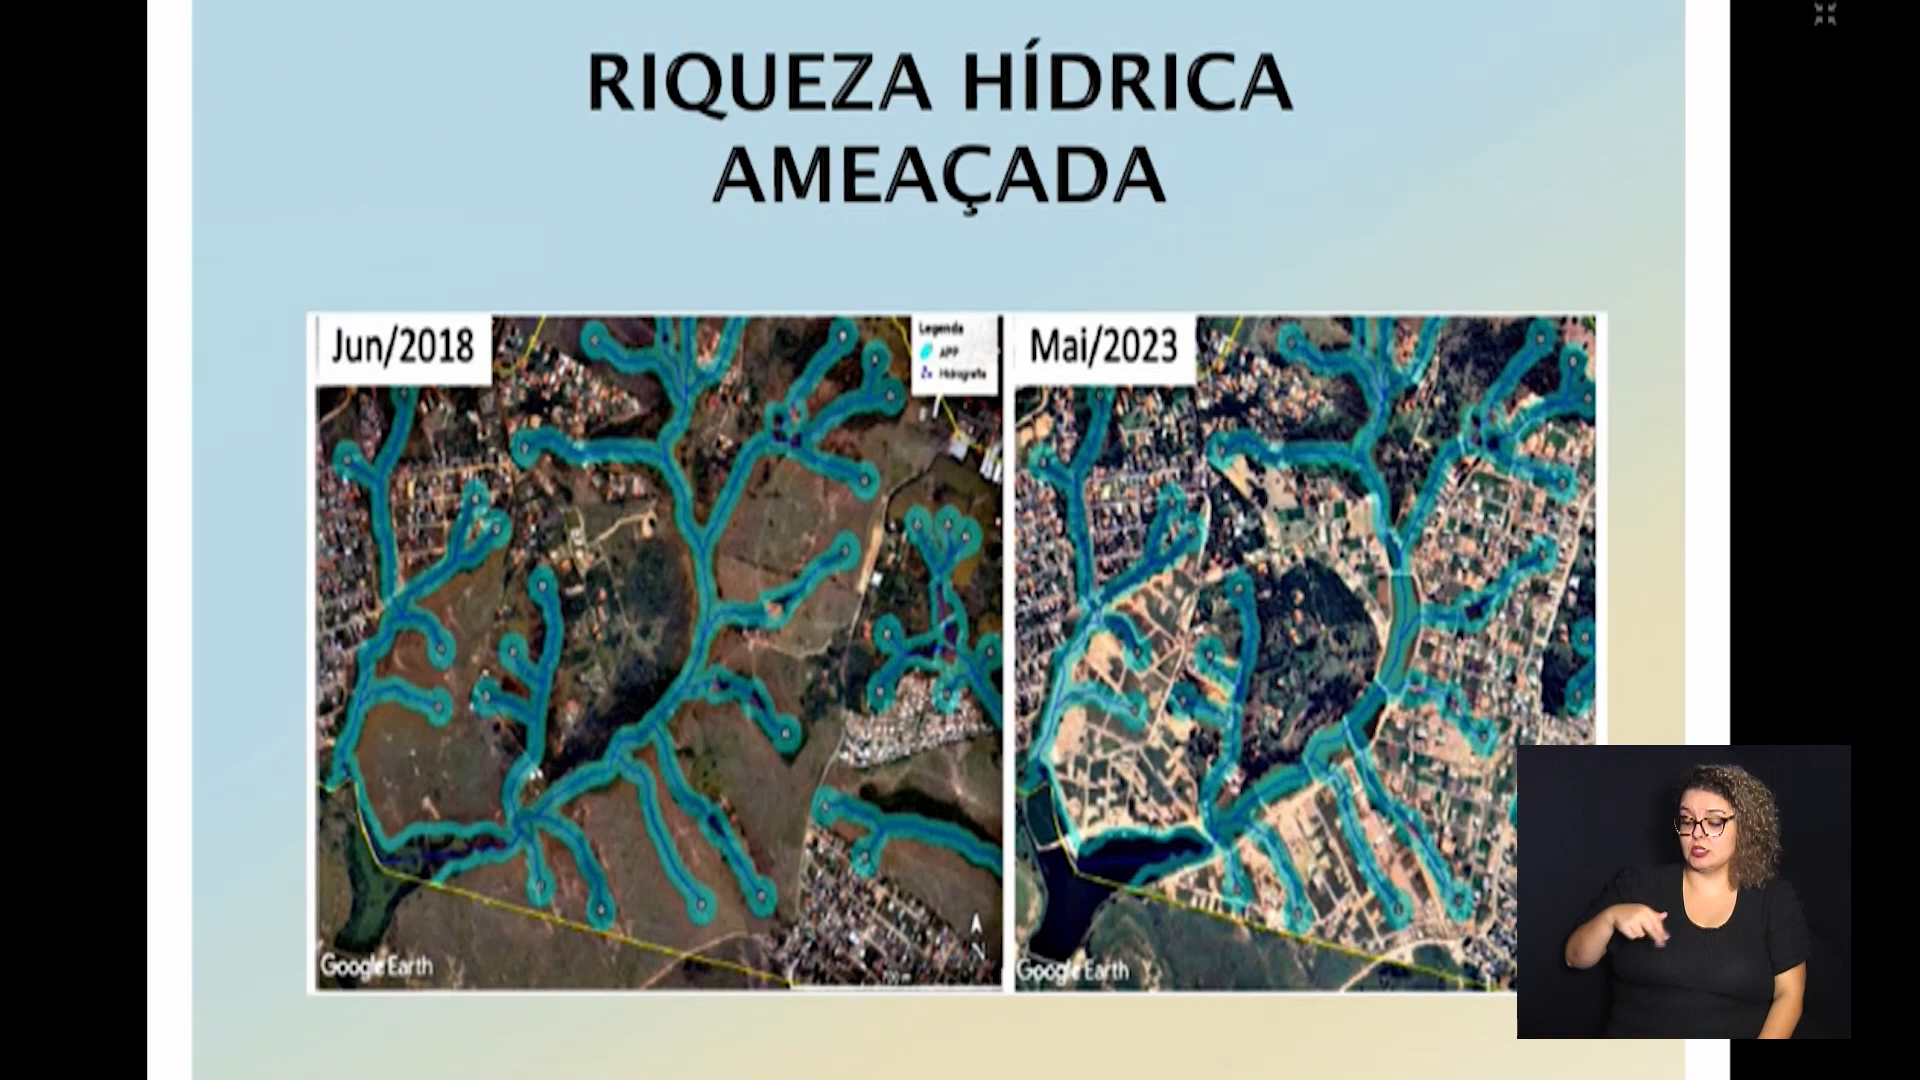 RIQUEZA HÍDRICA
AMEAÇADA
Jun/2018
Legenda
APP
Hidrografia
Mai/2023
Google Earth
Google Earth